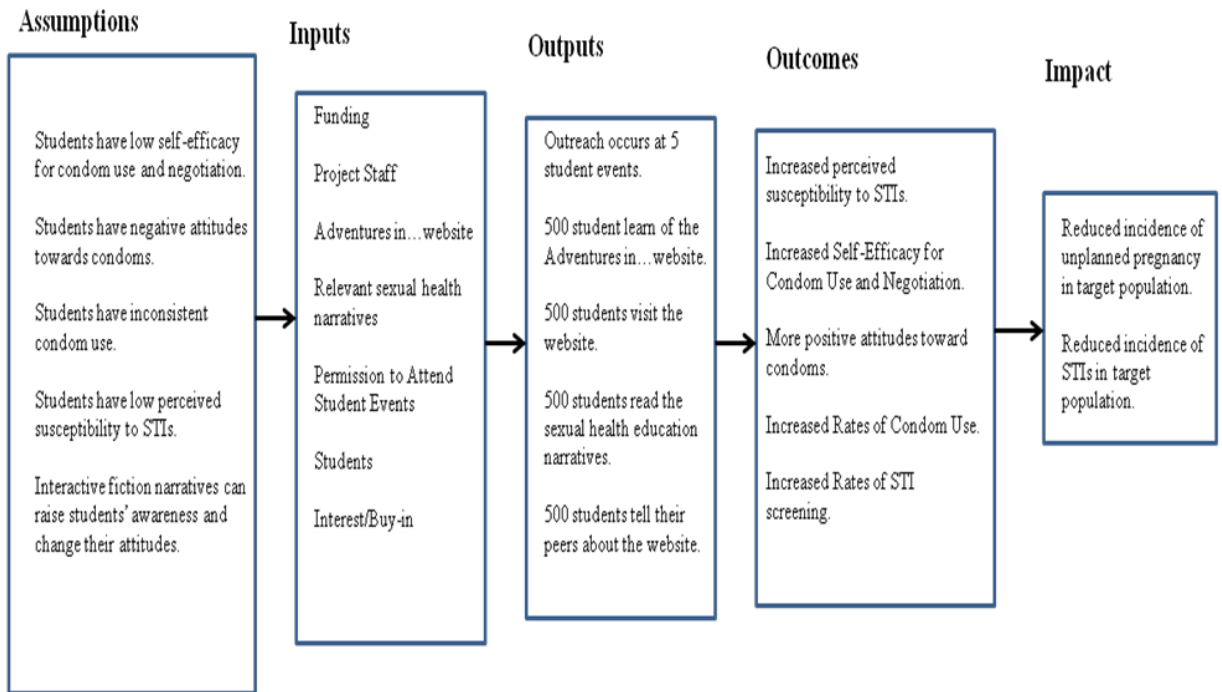 Assumptions
Students have low self-efficacy
for condom use and negotiation.
Students have negative attitudes
towards condoms.
Students have inconsistent
condom use.
Students have low perceived
susceptibility to STIs.
Interactive fiction narratives can
raise students' awareness and
change their attitudes.
Inputs
Funding
Project Staff
Adventures in...website
Relevant sexual health
narratives
Permission to Attend
Student Events
Students
Interest/Buy-in
Outputs
Outreach occurs at 5
student events.
500 student learn of the
Adventures in...website.
500 students visit the
website.
500 students read the
sexual health education
narratives.
500 students tell their
peers about the website.
Outcomes
Increased perceived
susceptibility to STIs.
Increased Self-Efficacy for
Condom Use and Negotiation.
More positive attitudes toward
condoms.
Increased Rates of Condom Use.
Increased Rates of STI
screening.
Impact
Reduced incidence of
unplanned pregnancy
in target population.
Reduced incidence of
STIs in target
population.